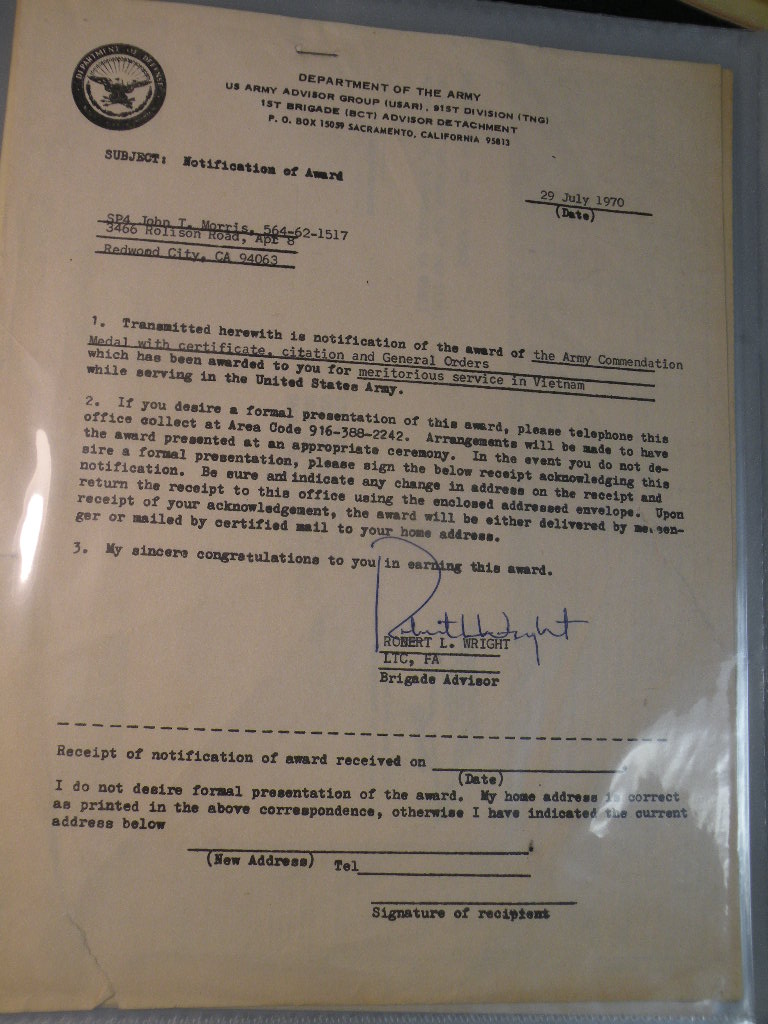 DEPARTMENT OF DEFENSE
DEPARTMENT OF THE ARMY
US ARMY ADVISOR GROUP (USAR), 91ST DIVISION (TNG)
1ST BRIGADE (BCT) ADVISOR DETACHMENT
P. O. BOX 15059 SACRAMENTO, CALIFORNIA 95813
SUBJECT: Notification of Award
29 July 1970
(Date)
SP4 John T. Morris, 564-62-1517
3466 Rolison Road, Apt 8
Redwood City, CA 94063
1. Transmitted herewith is notification of the award of the Army Commendation
Medal with certificate, citation and General Orders
which has been awarded to you for meritorious service in Vietnam
while serving in the United States Army.
2. If you desire a formal presentation of this award, please telephone this
office collect at Area Code 916-388-2242. Arrangements will be made to have
the award presented at an appropriate ceremony. In the event you do not de-
sire a formal presentation, please sign the below receipt acknowledging this
notification. Be sure and indicate any change in address on the receipt and
return the receipt to this office using the enclosed addressed envelope. Upon
receipt of your acknowledgement, the award will be either delivered by messen-
ger or mailed by certified mail to your home address.
3. My sincere congratulations to you in earning this award.
Robert L. Wright
ROBERT L. WRIGHT
LTC, FA
Brigade Advisor
Receipt of notification of award received on
(Date)
I do not desire formal presentation of the award. My home address is correct
as printed in the above correspondence, otherwise I have indicated the current
address below
(New Address) Tel
Signature of recipient